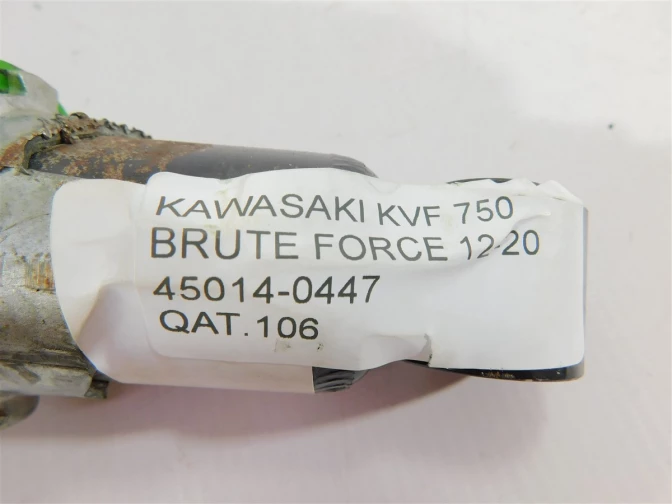 KAWASAKI KVF 750
BRUTE FORCE 12-20
45014-0447
QAT.106